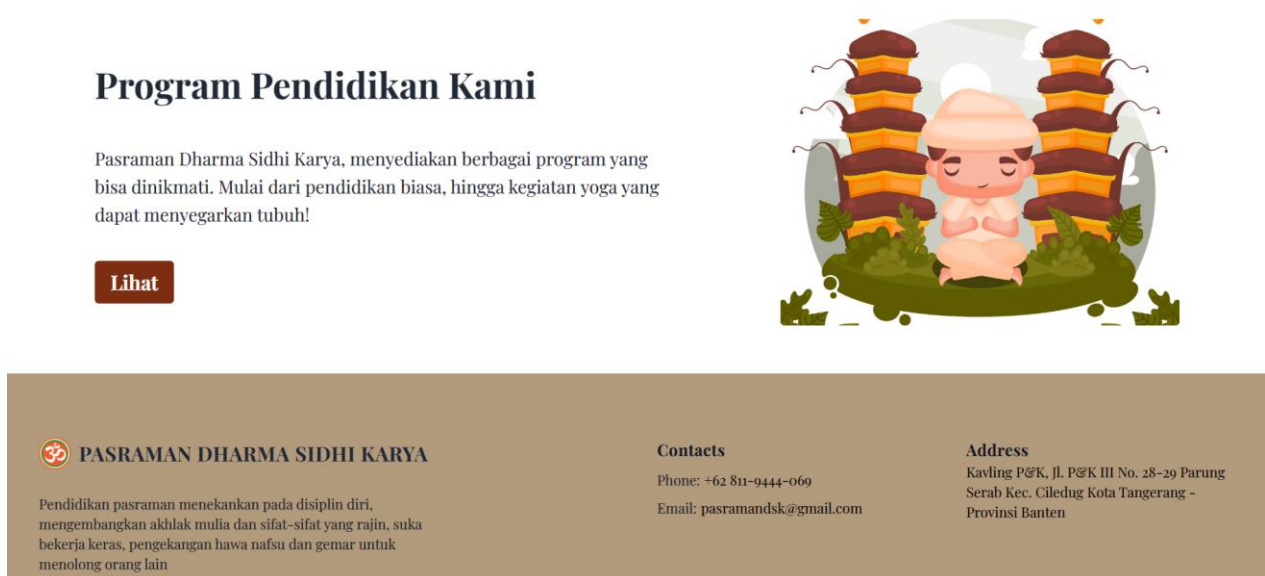 Program Pendidikan Kami
Pasraman Dharma Sidhi Karya, menyediakan berbagai program yang
bisa dinikmati. Mulai dari pendidikan biasa, hingga kegiatan yoga yang
dapat menyegarkan tubuh!
Lihat
ॐ
PASRAMAN DHARMA SIDHI KARYA
Pendidikan pasraman menekankan pada disiplin diri,
mengembangkan akhlak mulia dan sifat-sifat yang rajin, suka
bekerja keras, pengekangan hawa nafsu dan gemar untuk
menolong orang lain
Contacts
Phone: +62 811-9444-069
Email: pasramandsk@gmail.com
Address
Kavling P&K, Jl. P&K III No. 28-29 Parung
Serab Kec. Ciledug Kota Tangerang -
Provinsi Banten